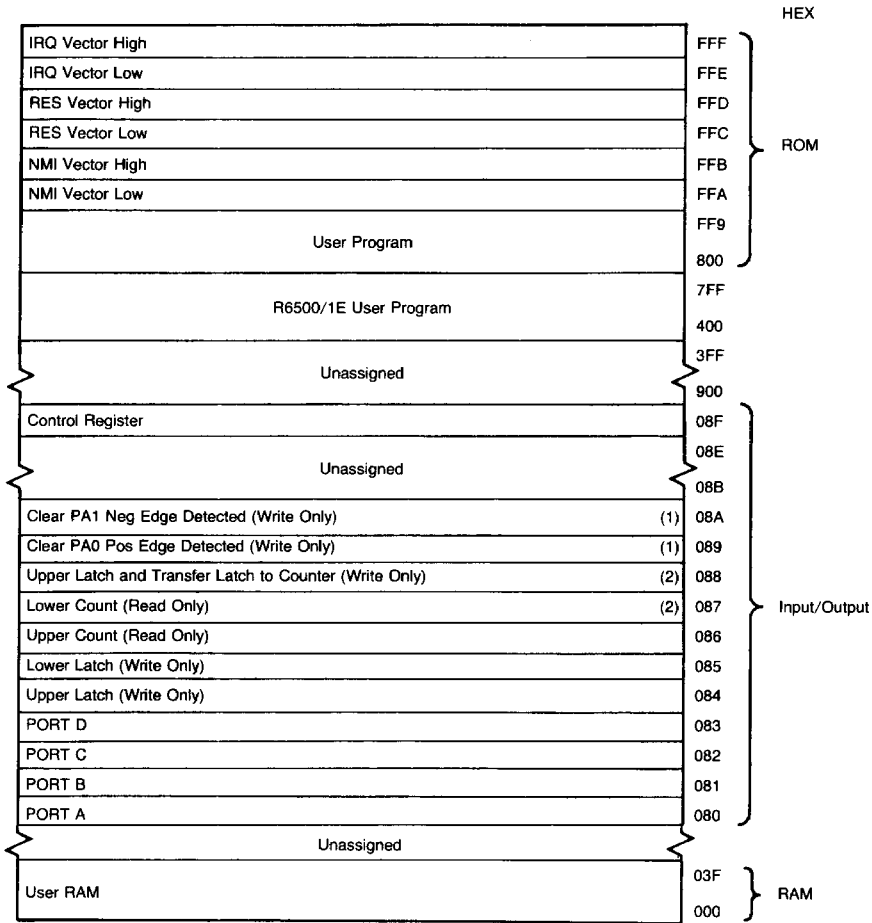 HEX
IRQ Vector High FFF
IRQ Vector Low FFE
RES Vector High FFD
RES Vector Low FFC
ROM
NMI Vector High FFB
NMI Vector Low FFA
FF9
User Program
800
7FF
R6500/1E User Program
400
3FF
Unassigned
900
Control Register 08F
08E
Unassigned
08B
Clear PA1 Neg Edge Detected (Write Only) (1) 08A
Clear PA0 Pos Edge Detected (Write Only) (1) 089
Upper Latch and Transfer Latch to Counter (Write Only) (2) 088
Lower Count (Read Only) (2) 087 Input/Output
Upper Count (Read Only) 086
Lower Latch (Write Only) 085
Upper Latch (Write Only) 084
PORT D 083
PORT C 082
PORT B 081
PORT A 080
Unassigned
03F
User RAM RAM
000